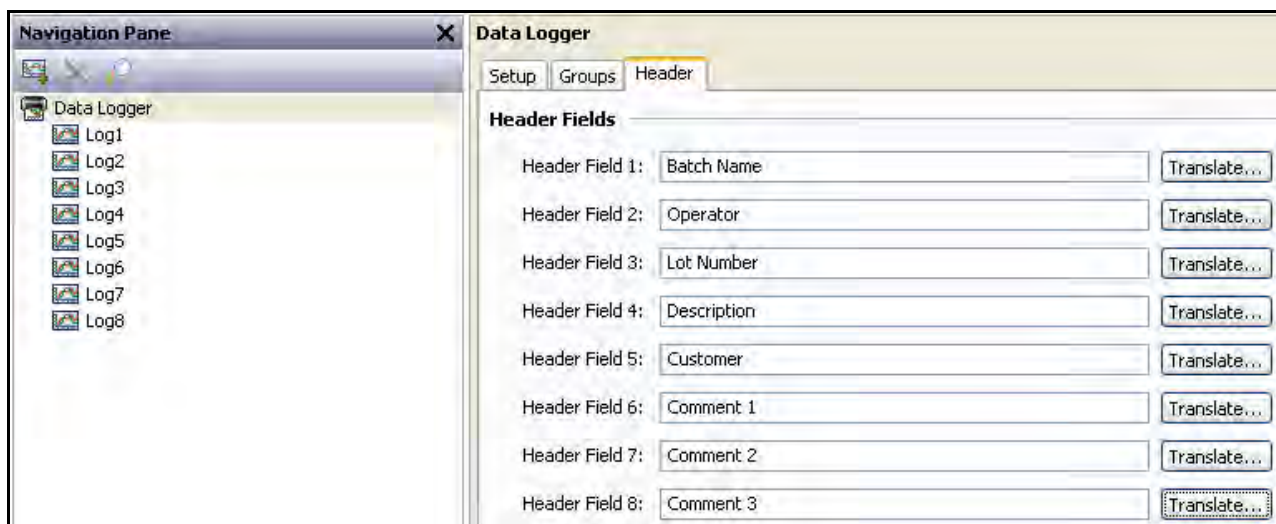 Navigation Pane
Data Logger
Log1
Log2
Log3
Log4
Log5
Log6
Log7
Log8
Data Logger
Setup Groups Header
Header Fields
Header Field 1: Batch Name Translate...
Header Field 2: Operator Translate...
Header Field 3: Lot Number Translate...
Header Field 4: Description Translate...
Header Field 5: Customer Translate...
Header Field 6: Comment 1 Translate...
Header Field 7: Comment 2 Translate...
Header Field 8: Comment 3 Translate...